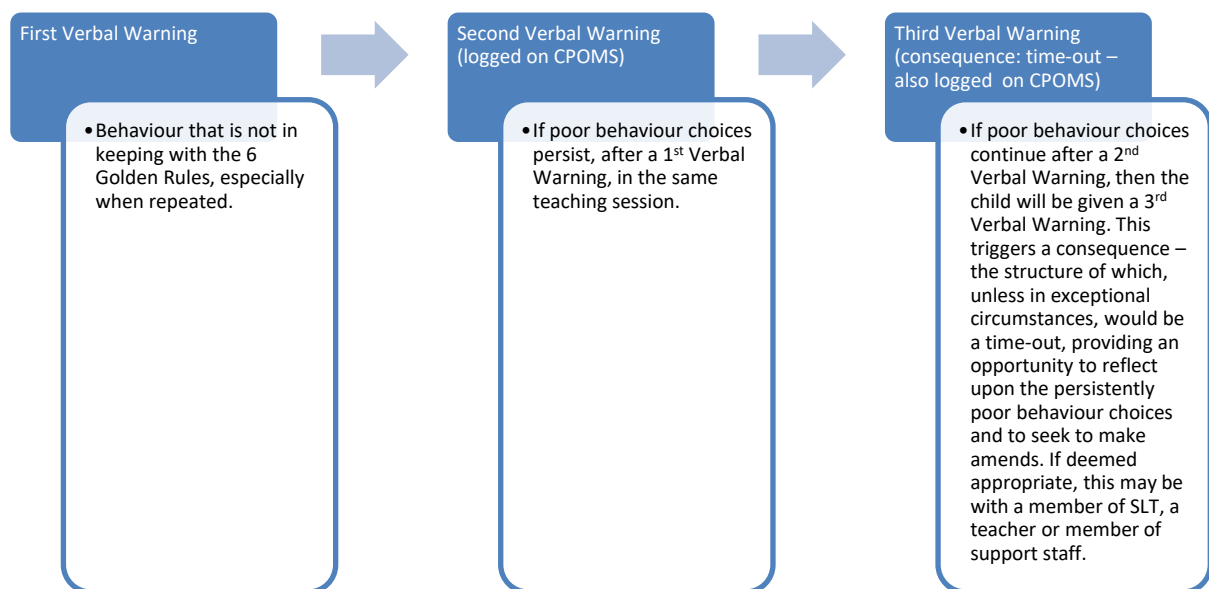 First Verbal Warning
•Behaviour that is not in
keeping with the 6
Golden Rules, especially
when repeated.
Second Verbal Warning
(logged on CPOMS)
•If poor behaviour choices
persist, after a 1st Verbal
Warning, in the same
teaching session.
Third Verbal Warning
(consequence: time-out –
also logged on CPOMS)
•If poor behaviour choices
continue after a 2nd
Verbal Warning, then the
child will be given a 3rd
Verbal Warning. This
triggers a consequence –
the structure of which,
unless in exceptional
circumstances, would be
a time-out, providing an
opportunity to reflect
upon the persistently
poor behaviour choices
and to seek to make
amends. If deemed
appropriate, this may be
with a member of SLT, a
teacher or member of
support staff.